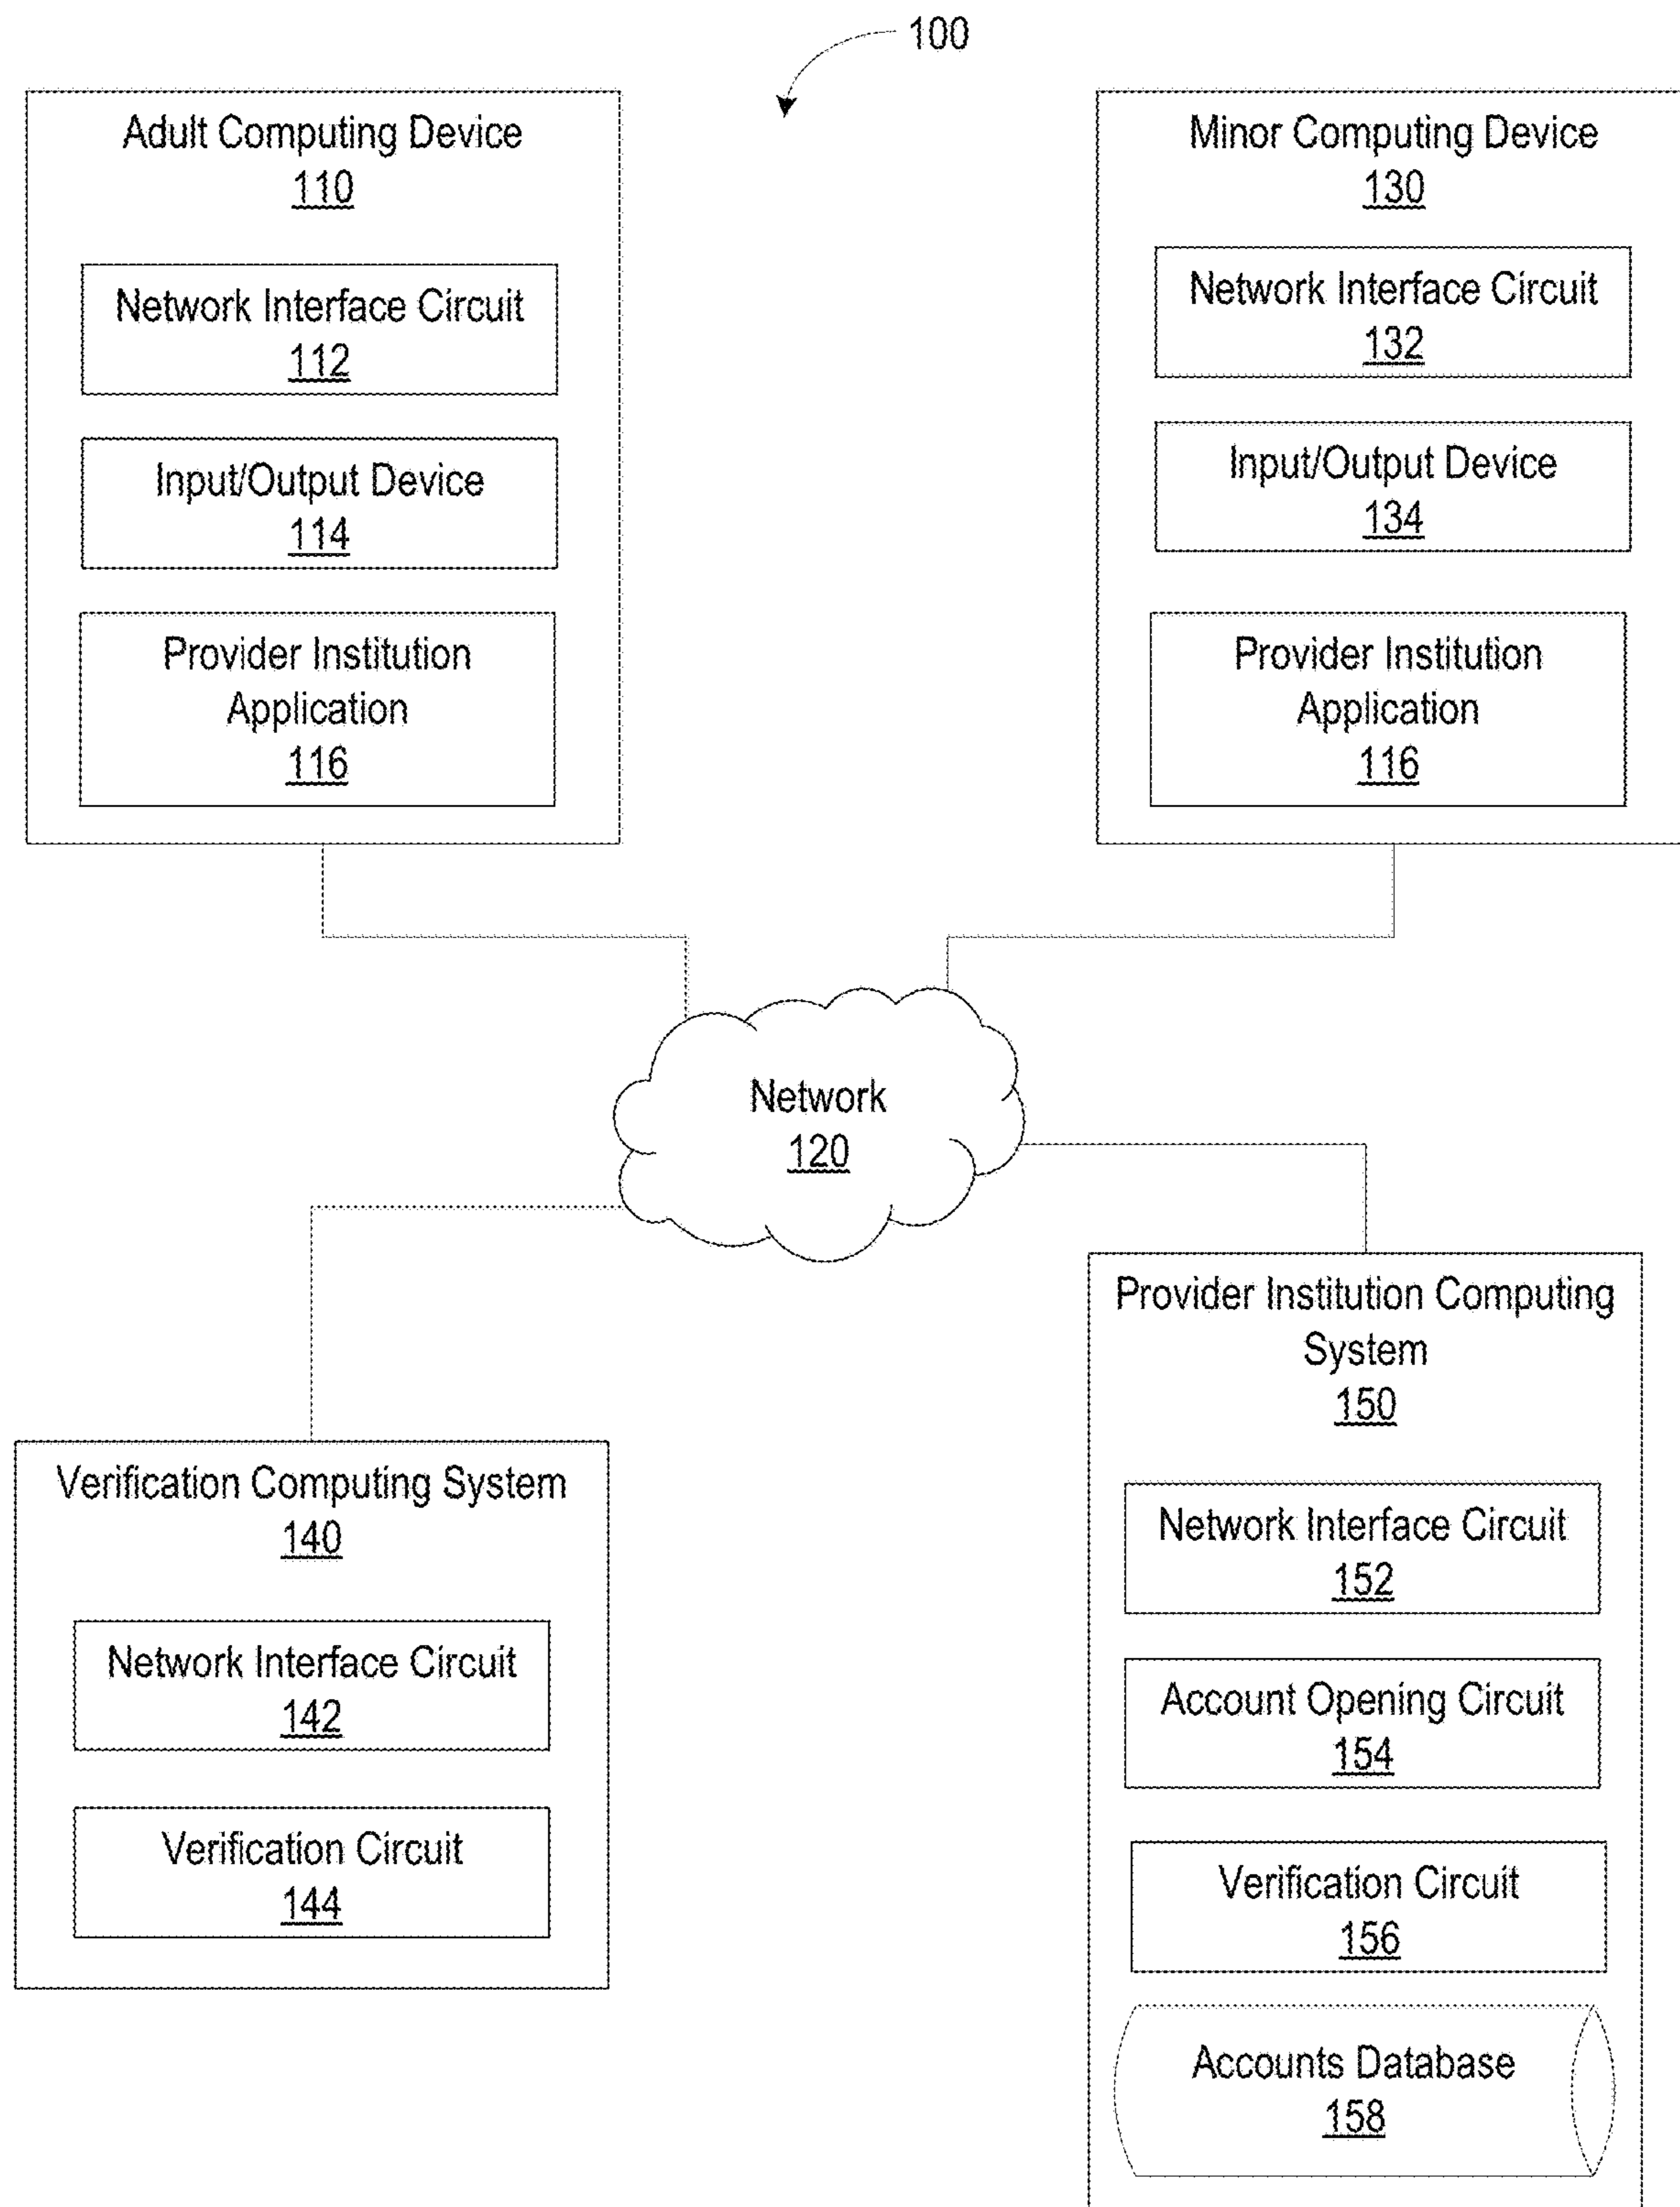 100
Adult Computing Device
110
Network Interface Circuit
112
Input/Output Device
114
Provider Institution
Application
116
Minor Computing Device
130
Network Interface Circuit
132
Input/Output Device
134
Provider Institution
Application
116
Network
120
Verification Computing System
140
Network Interface Circuit
142
Verification Circuit
144
Provider Institution Computing
System
150
Network Interface Circuit
152
Account Opening Circuit
154
Verification Circuit
156
Accounts Database
158